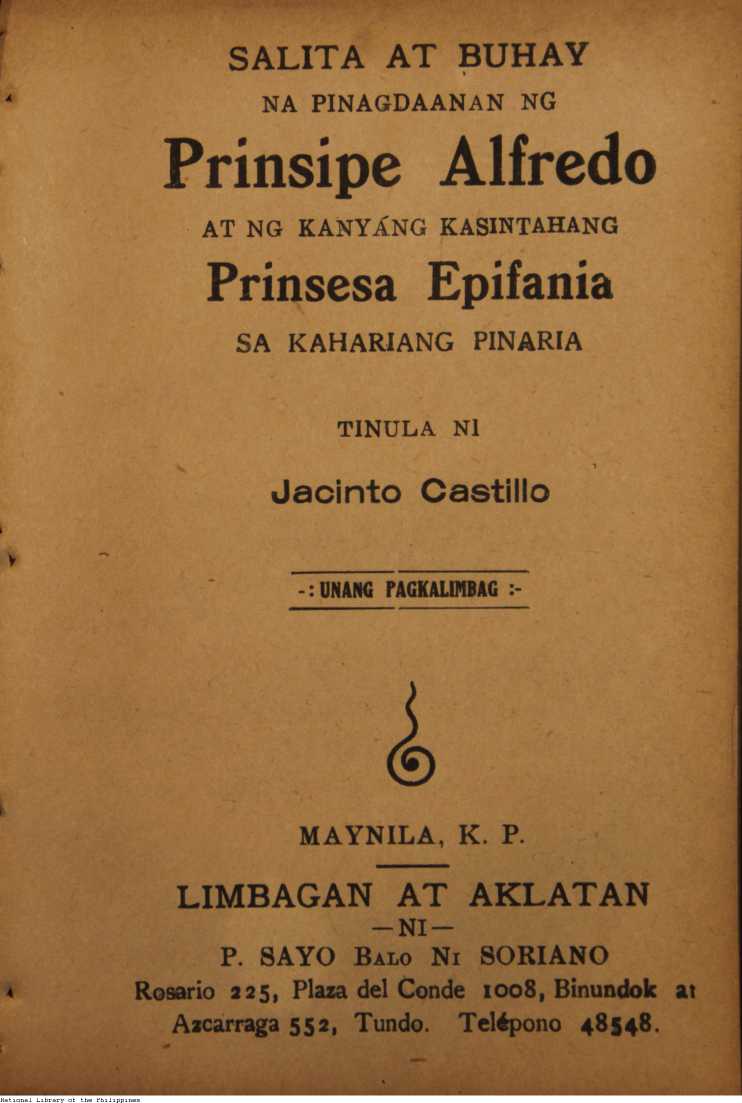 SALITA AT BUHAY
NA PINAGDAANAN NG
Prinsipe Alfredo
AT NG KANYÁNG KASINTAHANG
Prinsesa Epifania
SA KAHARIANG PINARIA
TINULA NI
Jacinto Castillo
-: UNANG PAGKALIMBAG :-
MAYNILA, K. P.
LIMBAGAN AT AKLATAN
—NI—
P. SAYO BALO NI SORIANO
Rosario 225, Plaza del Conde 1008, Binundok at
Azcarraga 552, Tundo. Telépono 48548.
National Library of the Philippines